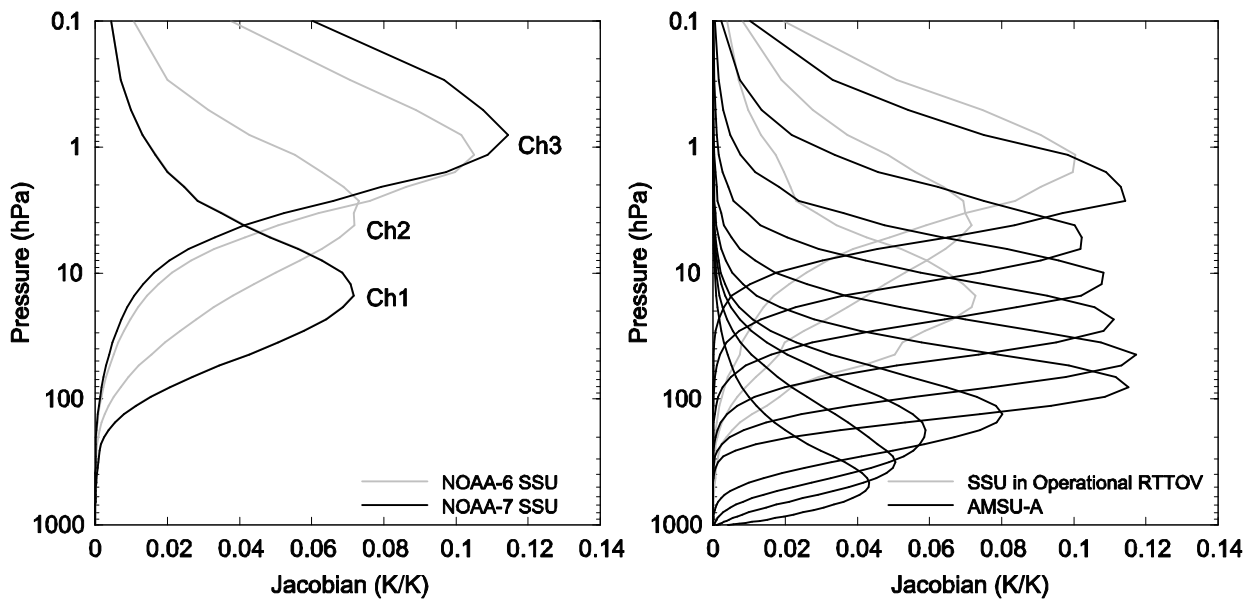 0.1
1
10
100
1000
Pressure (hPa)
Ch3
Ch2
Ch1
NOAA-6 SSU
NOAA-7 SSU
0 0.02 0.04 0.06 0.08 0.1 0.12 0.14
Jacobian (K/K)
0.1
1
10
100
1000
Pressure (hPa)
SSU in Operational RTTOV
AMSU-A
0 0.02 0.04 0.06 0.08 0.1 0.12 0.14
Jacobian (K/K)